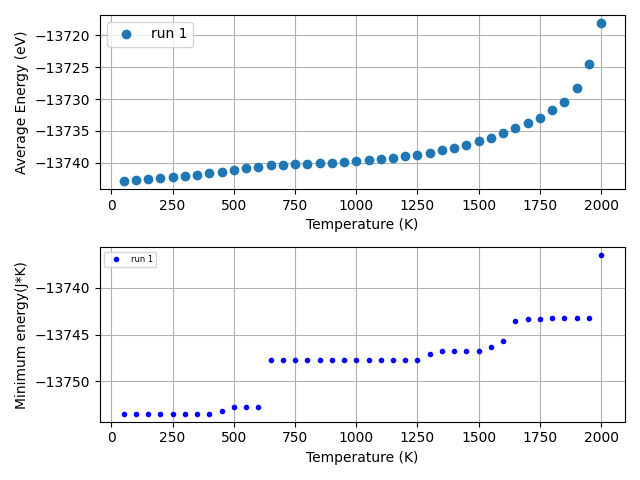 Average Energy (eV)
−13720
−13725
−13730
−13735
−13740
run 1
0 250 500 750 1000 1250 1500 1750 2000
Temperature (K)
Minimum energy(J*K)
−13740
−13745
−13750
run 1
0 250 500 750 1000 1250 1500 1750 2000
Temperature (K)